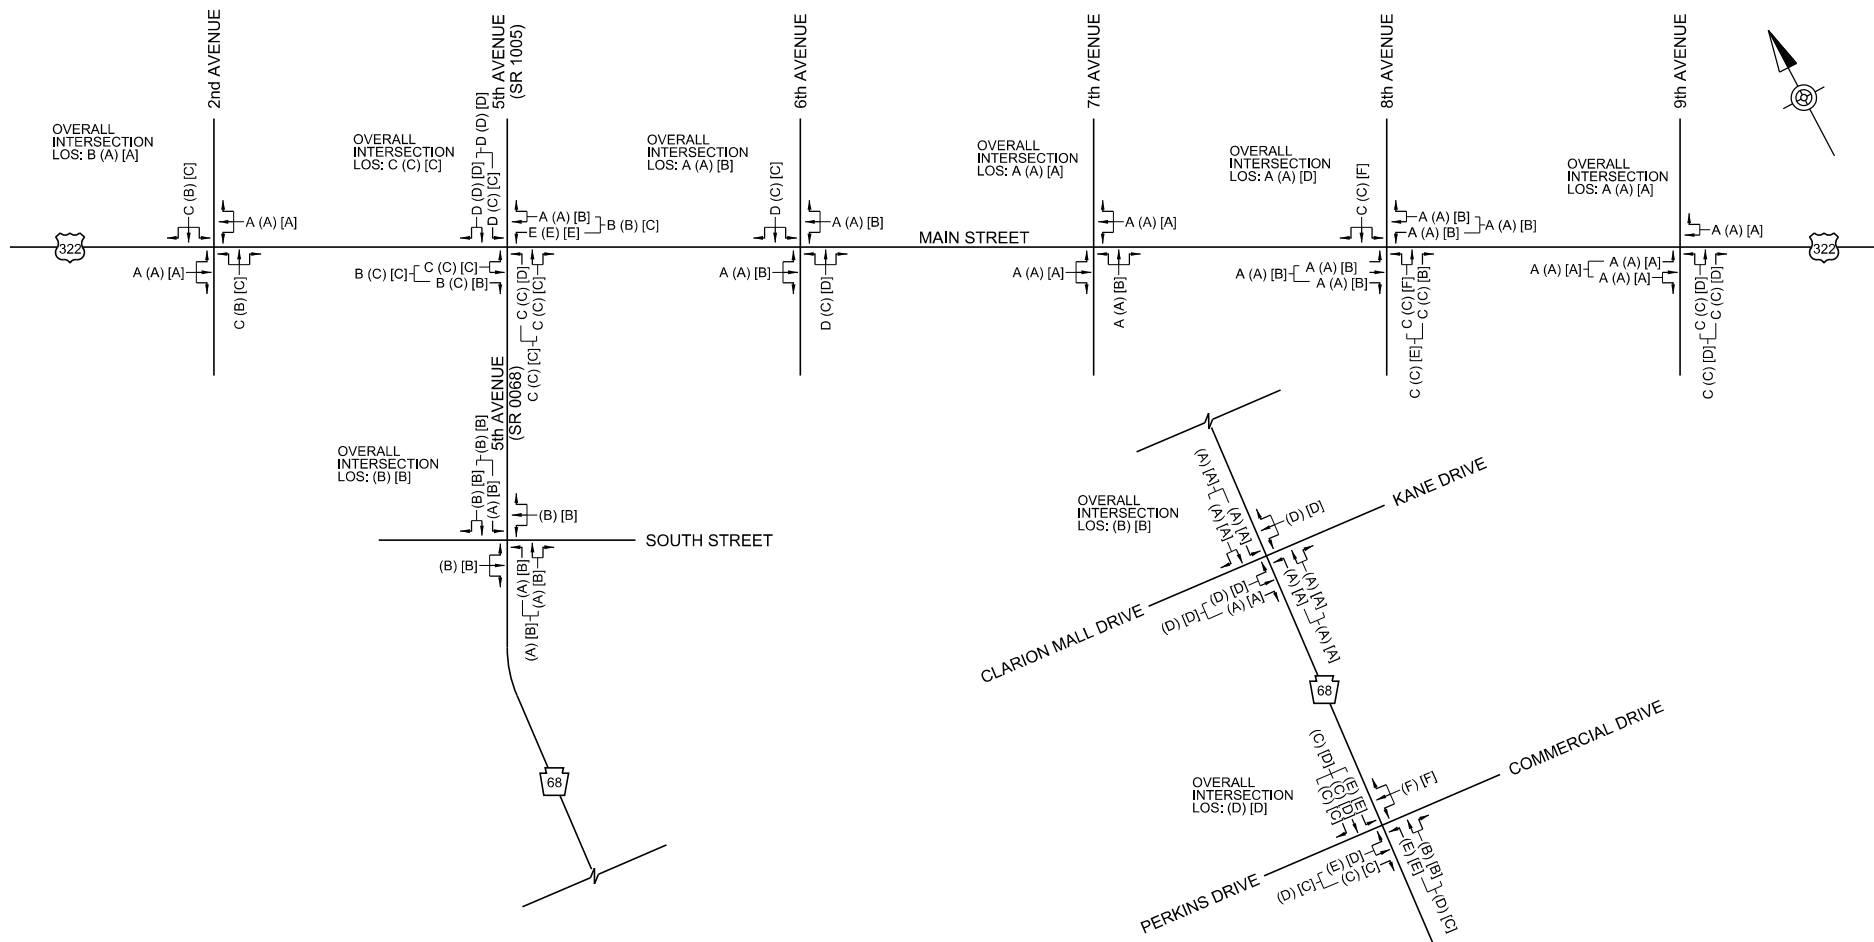 2nd AVENUE
5th AVENUE
(SR 1005)
6th AVENUE
7th AVENUE
8th AVENUE
9th AVENUE
OVERALL
INTERSECTION
LOS: B (A) [A]
C (B) [C]
A (A) [A]
A (A) [A]
C (B) [C]
OVERALL
INTERSECTION
LOS: C (C) [C]
D (D) [D]
D (C) [C]
D (D) [D]
A (A) [B]
E (E) [E]
B (B) [C]
B (C) [C]
C (C) [C]
B (C) [B]
C (C) [D]
C (C) [C]
C (C) [C]
OVERALL
INTERSECTION
LOS: A (A) [B]
D (C) [C]
A (A) [B]
A (A) [B]
D (C) [D]
MAIN STREET
OVERALL
INTERSECTION
LOS: A (A) [A]
A (A) [A]
A (A) [A]
A (A) [B]
OVERALL
INTERSECTION
LOS: A (A) [D]
C (C) [F]
A (A) [B]
A (A) [B]
A (A) [B]
A (A) [B]
A (A) [B]
A (A) [B]
C (C) [F]
C (C) [B]
C (C) [E]
OVERALL
INTERSECTION
LOS: A (A) [A]
A (A) [A]
A (A) [A]
A (A) [A]
A (A) [A]
C (C) [D]
C (C) [D]
C (C) [D]
322
322
5th AVENUE
(SR 0068)
OVERALL
INTERSECTION
LOS: (B) [B]
(B) [B]
(A) [B]
(B) [B]
(B) [B]
(B) [B]
(A) [B]
(A) [B]
(A) [B]
SOUTH STREET
68
OVERALL
INTERSECTION
LOS: (B) [B]
(A) [A]
(A) [A]
(A) [A]
(D) [D]
KANE DRIVE
(D) [D]
(D) [D]
(A) [A]
(A) [A]
(A) [A]
(A) [A]
CLARION MALL DRIVE
68
OVERALL
INTERSECTION
LOS: (D) [D]
(C) [D]
(E) [E]
(C) [D]
(C) [C]
(F) [F]
COMMERCIAL DRIVE
(D) [C]
(E) [D]
(C) [C]
(B) [B]
(E) [E]
(D) [C]
PERKINS DRIVE